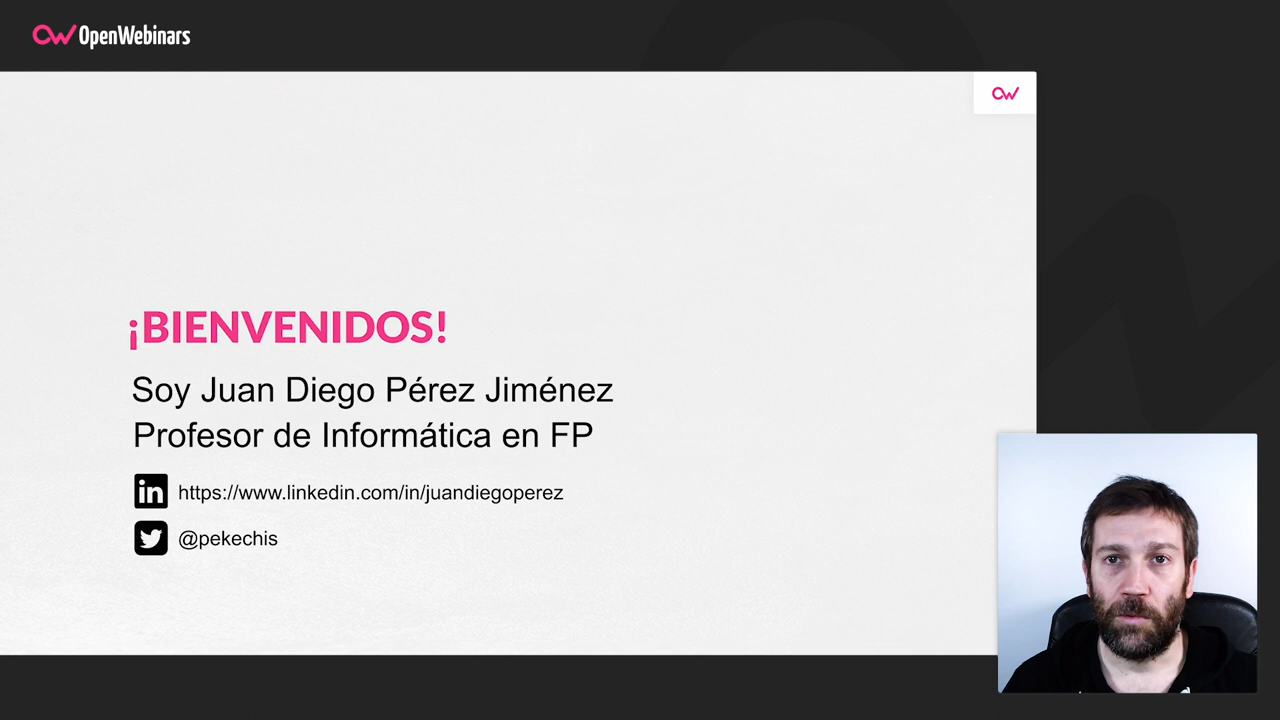 OpenWebinars
¡BIENVENIDOS!
Soy Juan Diego Pérez Jiménez
Profesor de Informática en FP
in https://www.linkedin.com/in/juandiegoperez
@pekechis